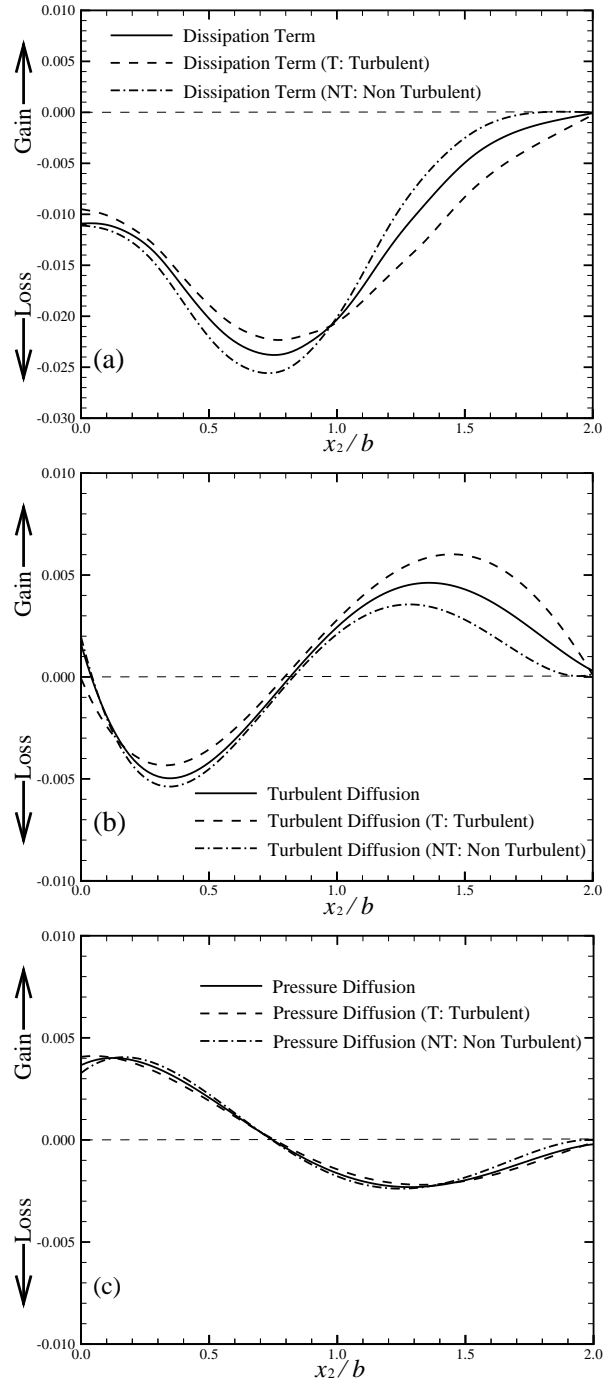 0.010
Dissipation Term
Dissipation Term (T: Turbulent)
0.005
Dissipation Term (NT: Non Turbulent)
Gain
0.000
-0.005
-0.010
-0.015
Loss
-0.020
-0.025
(a)
-0.030
0.0 0.5 1.0 1.5 2.0
x2/b
0.010
0.005
Gain
0.000
Loss
-0.005
Turbulent Diffusion
Turbulent Diffusion (T: Turbulent)
(b)
Turbulent Diffusion (NT: Non Turbulent)
-0.010
0.0 0.5 1.0 1.5 2.0
x2/b
0.010
Pressure Diffusion
Pressure Diffusion (T: Turbulent)
0.005
Pressure Diffusion (NT: Non Turbulent)
Gain
0.000
Loss
-0.005
(c)
-0.010
0.0 0.5 1.0 1.5 2.0
x2/b